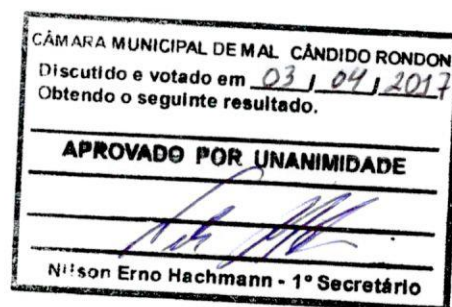 CÂMARA MUNICIPAL DE MAL CÂNDIDO RONDON
Discutido e votado em 03 / 04 / 2017
Obtendo o seguinte resultado.
APROVADO POR UNANIMIDADE
Nilson Erno Hachmann - 1º Secretário